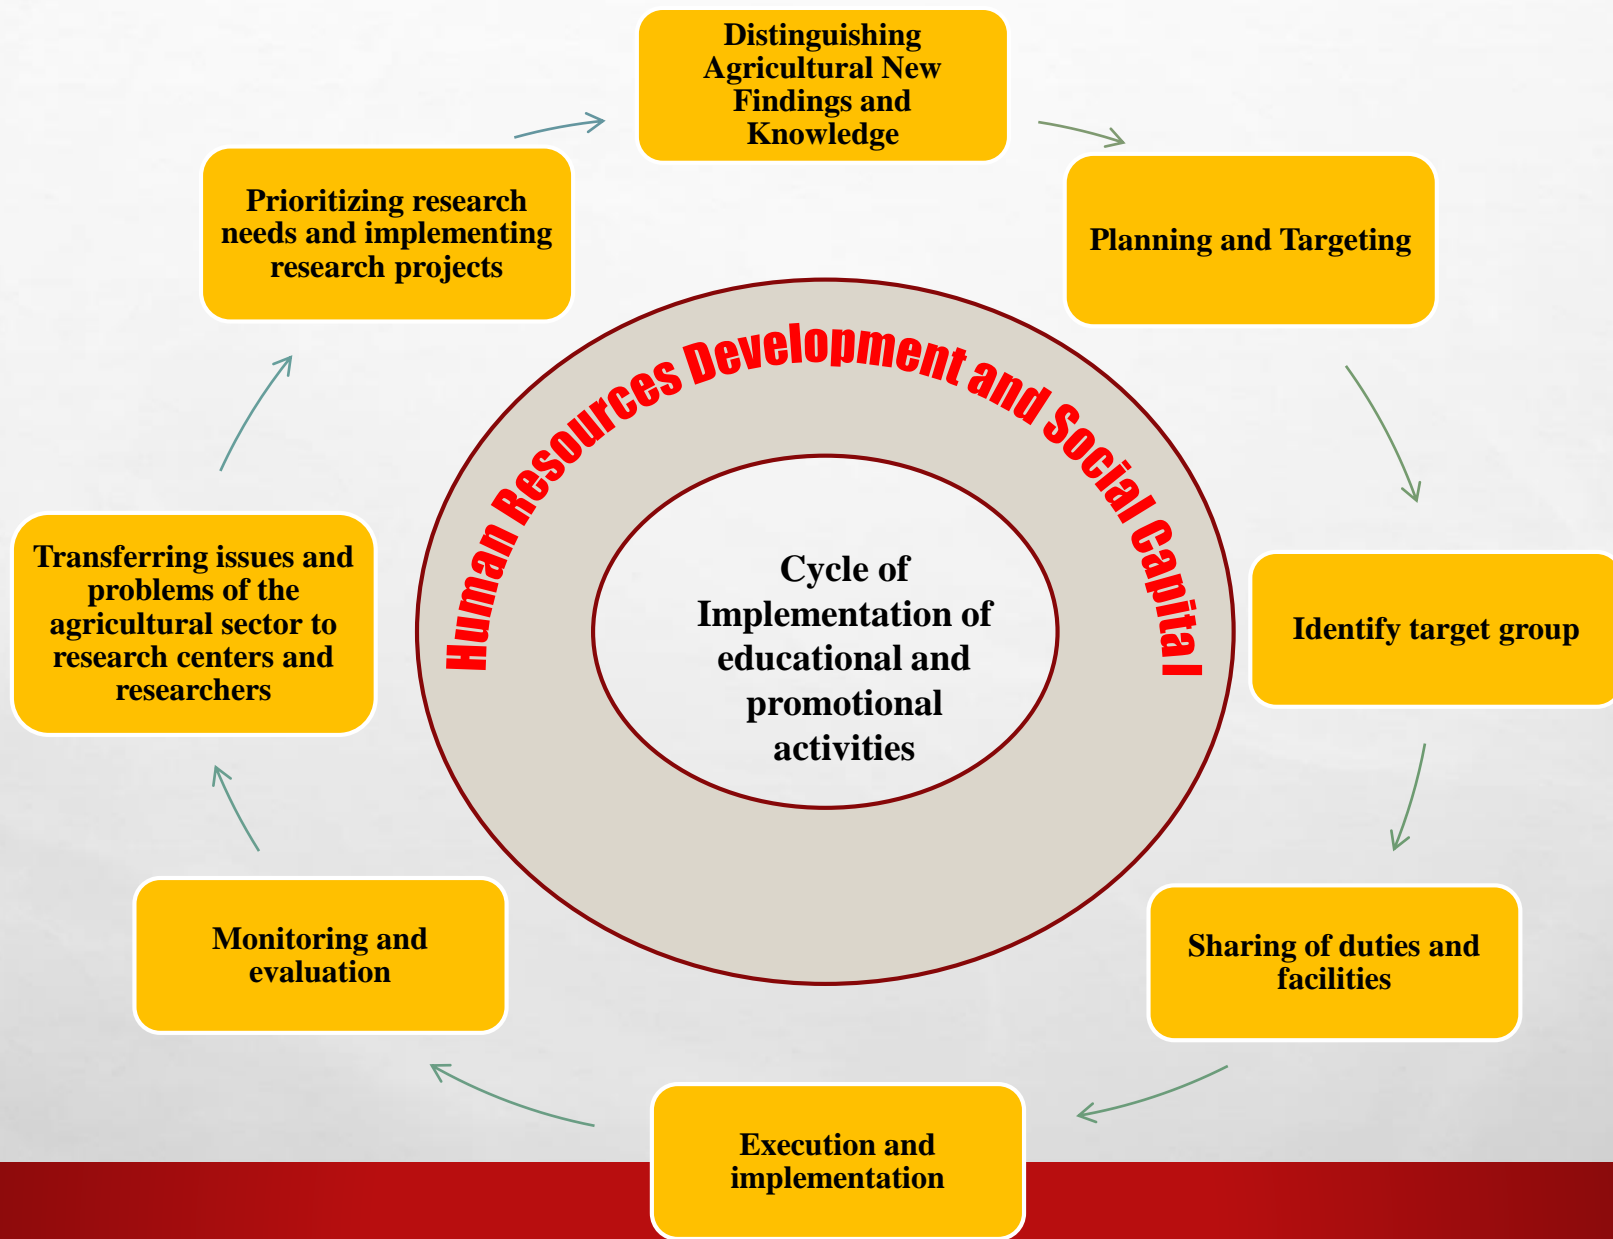 Distinguishing
Agricultural New
Findings and
Knowledge
Planning and Targeting
Identify target group
Sharing of duties and
facilities
Execution and
implementation
Monitoring and
evaluation
Transferring issues and
problems of the
agricultural sector to
research centers and
researchers
Prioritizing research
needs and implementing
research projects
Human Resources Development and Social Capital
Cycle of
Implementation of
educational and
promotional
activities